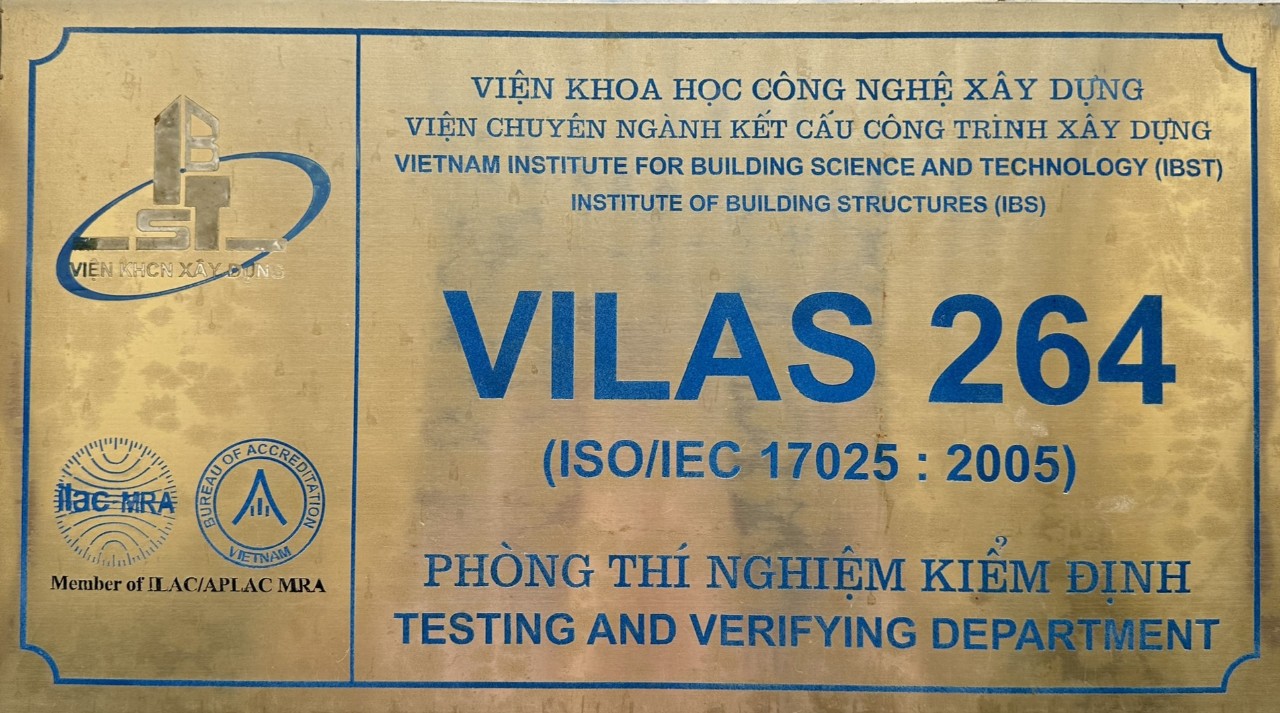 IBST
VIỆN KHCN XÂY DỰNG
ilac-MRA
BUREAU OF ACCREDITATION
VIETNAM
Member of ILAC/APLAC MRA
VIỆN KHOA HỌC CÔNG NGHỆ XÂY DỰNG
VIỆN CHUYÊN NGÀNH KẾT CẤU CÔNG TRÌNH XÂY DỰNG
VIETNAM INSTITUTE FOR BUILDING SCIENCE AND TECHNOLOGY (IBST)
INSTITUTE OF BUILDING STRUCTURES (IBS)
VILAS 264
(ISO/IEC 17025 : 2005)
PHÒNG THÍ NGHIỆM KIỂM ĐỊNH
TESTING AND VERIFYING DEPARTMENT